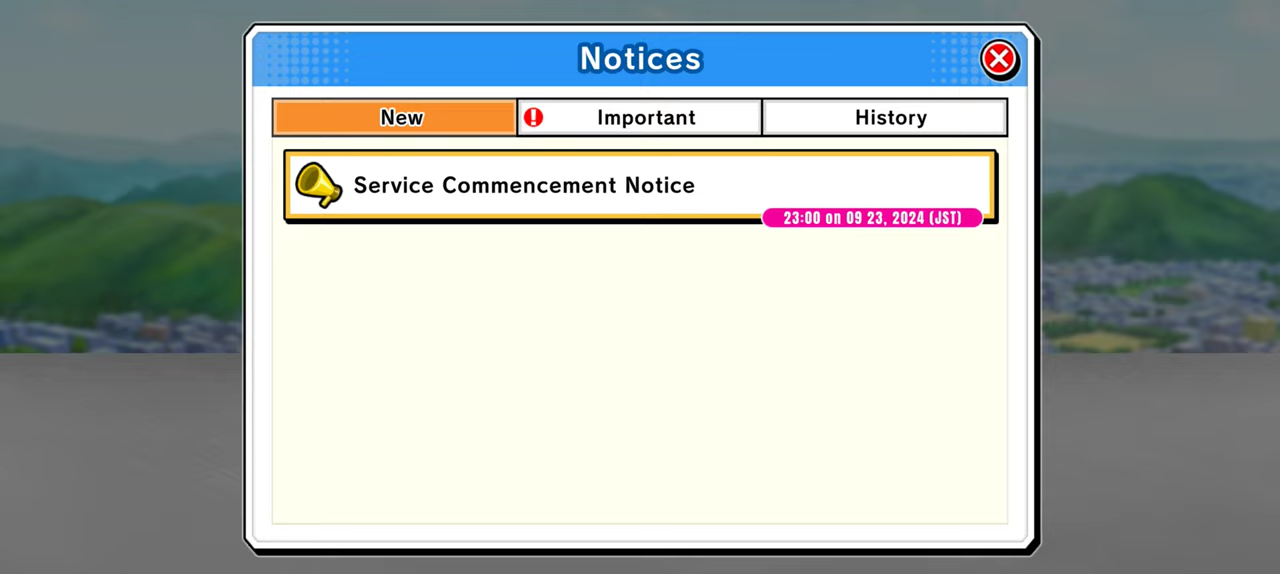 Notices
New
Important
History
Service Commencement Notice
23:00 on 09 23, 2024 (JST)